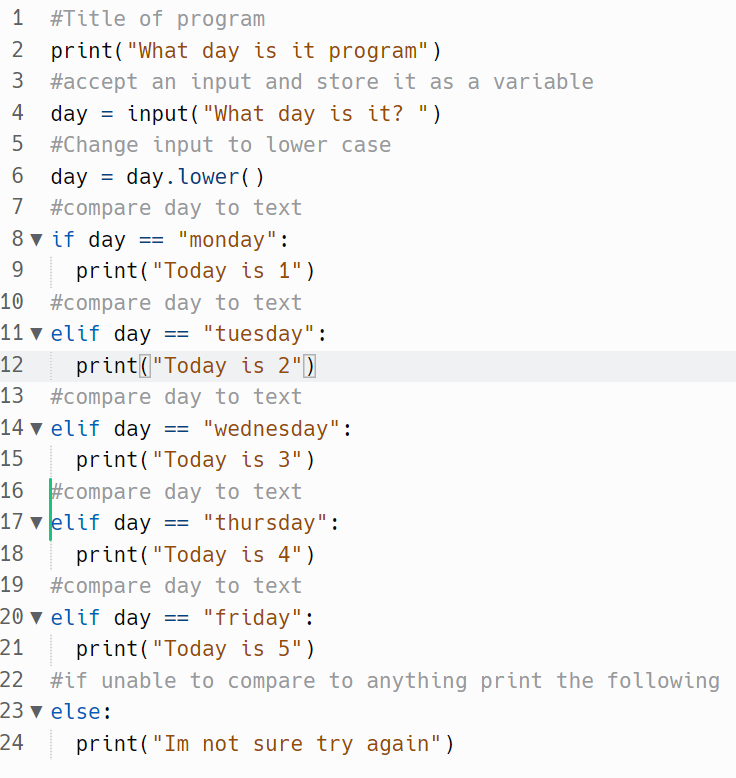 1 #Title of program
2 print("What day is it program")
3 #accept an input and store it as a variable
4 day = input("What day is it? ")
5 #Change input to lower case
6 day = day.lower()
7 #compare day to text
8 if day == "monday":
9   print("Today is 1")
10 #compare day to text
11 elif day == "tuesday":
12   print("Today is 2")
13 #compare day to text
14 elif day == "wednesday":
15   print("Today is 3")
16 #compare day to text
17 elif day == "thursday":
18   print("Today is 4")
19 #compare day to text
20 elif day == "friday":
21   print("Today is 5")
22 #if unable to compare to anything print the following
23 else:
24   print("Im not sure try again")